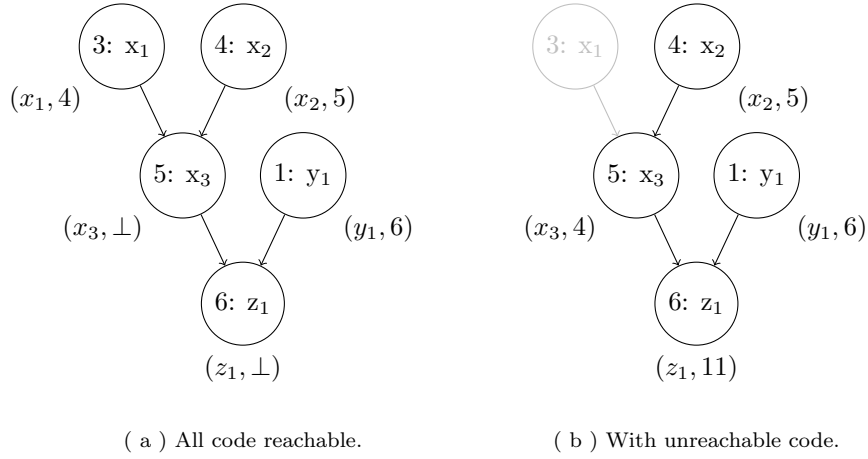 3: x₁ 4: x₂ 3: x₁ 4: x₂
(x₁, 4) (x₂, 5) (x₂, 5)
5: x₃ 1: y₁ 5: x₃ 1: y₁
(x₃, ⊥) (y₁, 6) (x₃, 4) (y₁, 6)
6: z₁ 6: z₁
(z₁, ⊥) (z₁, 11)
( a ) All code reachable. ( b ) With unreachable code.